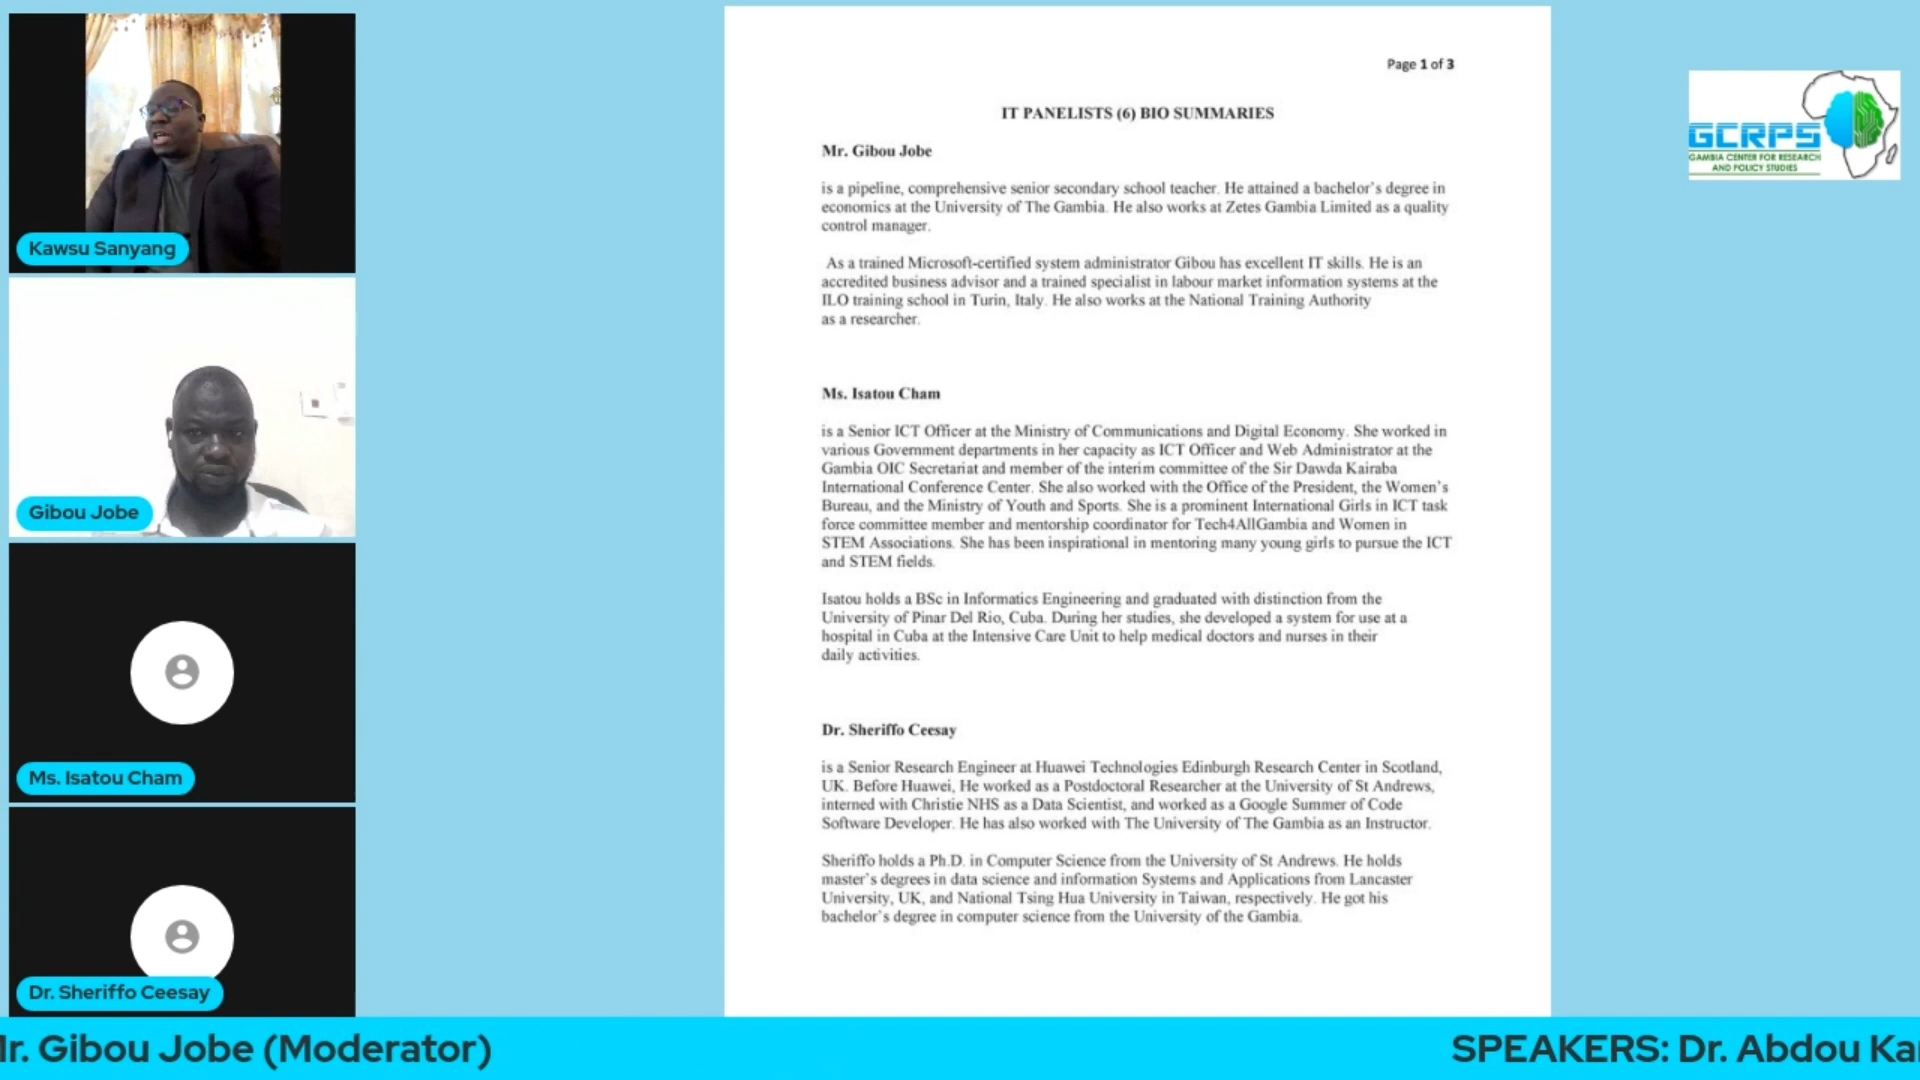 Kawsu Sanyang
Gibou Jobe
Ms. Isatou Cham
Dr. Sheriffo Ceesay
Page 1 of 3
IT PANELISTS (6) BIO SUMMARIES
Mr. Gibou Jobe
is a pipeline, comprehensive senior secondary school teacher. He attained a bachelor's degree in
economics at the University of The Gambia. He also works at Zetes Gambia Limited as a quality
control manager.
As a trained Microsoft-certified system administrator Gibou has excellent IT skills. He is an
accredited business advisor and a trained specialist in labour market information systems at the
ILO training school in Turin, Italy. He also works at the National Training Authority
as a researcher.
Ms. Isatou Cham
is a Senior ICT Officer at the Ministry of Communications and Digital Economy. She worked in
various Government departments in her capacity as ICT Officer and Web Administrator at the
Gambia OIC Secretariat and member of the interim committee of the Sir Dawda Kairaba
International Conference Center. She also worked with the Office of the President, the Women's
Bureau, and the Ministry of Youth and Sports. She is a prominent International Girls in ICT task
force committee member and mentorship coordinator for Tech4AllGambia and Women in
STEM Associations. She has been inspirational in mentoring many young girls to pursue the ICT
and STEM fields.
Isatou holds a BSc in Informatics Engineering and graduated with distinction from the
University of Pinar Del Rio, Cuba. During her studies, she developed a system for use at a
hospital in Cuba at the Intensive Care Unit to help medical doctors and nurses in their
daily activities.
Dr. Sheriffo Ceesay
is a Senior Research Engineer at Huawei Technologies Edinburgh Research Center in Scotland,
UK. Before Huawei, He worked as a Postdoctoral Researcher at the University of St Andrews,
interned with Christie NHS as a Data Scientist, and worked as a Google Summer of Code
Software Developer. He has also worked with The University of The Gambia as an Instructor.
Sheriffo holds a Ph.D. in Computer Science from the University of St Andrews. He holds
master's degrees in data science and information Systems and Applications from Lancaster
University, UK, and National Tsing Hua University in Taiwan, respectively. He got his
bachelor's degree in computer science from the University of the Gambia.
GCRPS
GAMBIA CENTER FOR RESEARCH
AND POLICY STUDIES
Mr. Gibou Jobe (Moderator)
SPEAKERS: Dr. Abdou Ka